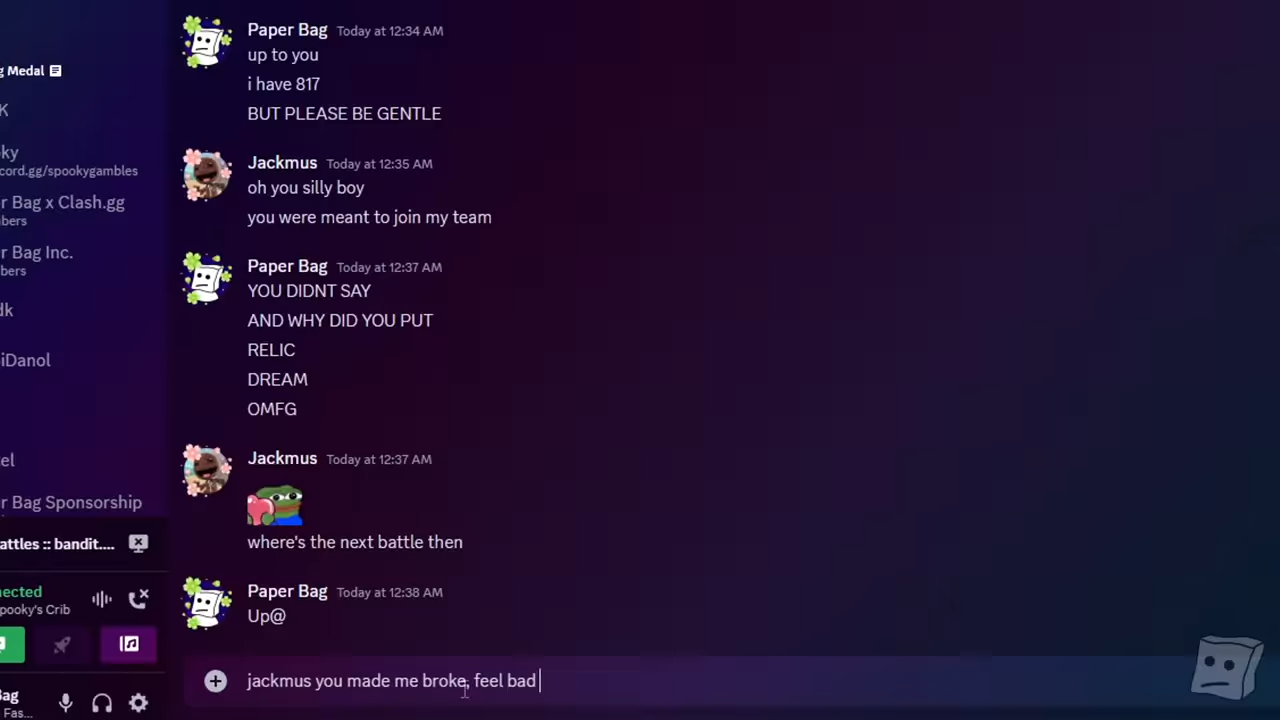 Paper Bag Today at 12:34 AM
up to you
g Medal
i have 817
K
BUT PLEASE BE GENTLE
ky
cord.gg/spookygambles
Jackmus Today at 12:35 AM
oh you silly boy
r Bag x Clash.gg
bers
you were meant to join my team
r Bag Inc.
bers
Paper Bag Today at 12:37 AM
YOU DIDNT SAY
dk
AND WHY DID YOU PUT
RELIC
iDanol
DREAM
OMFG
el
Jackmus Today at 12:37 AM
r Bag Sponsorship
attles :: bandit....
where's the next battle then
nected
pooky's Crib
Paper Bag Today at 12:38 AM
Up@
jackmus you made me broke, feel bad
Bag
Fas...